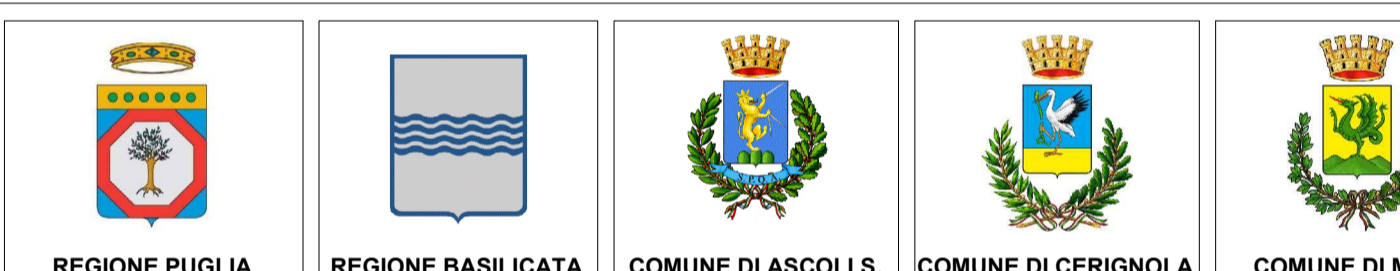 S.P.Q.A
REGIONE PUGLIA
REGIONE BASILICATA
COMUNE DI ASCOLI S.
COMUNE DI CERIGNOLA
COMUNE DI